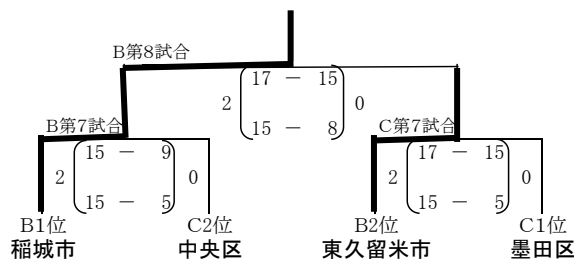 B第8試合
17 － 15
2 0
15 － 8
B第7試合 C第7試合
15 － 9 17 － 15
2 0 2 0
15 － 5 15 － 5
B1位 C2位 B2位 C1位
稲城市 中央区 東久留米市 墨田区